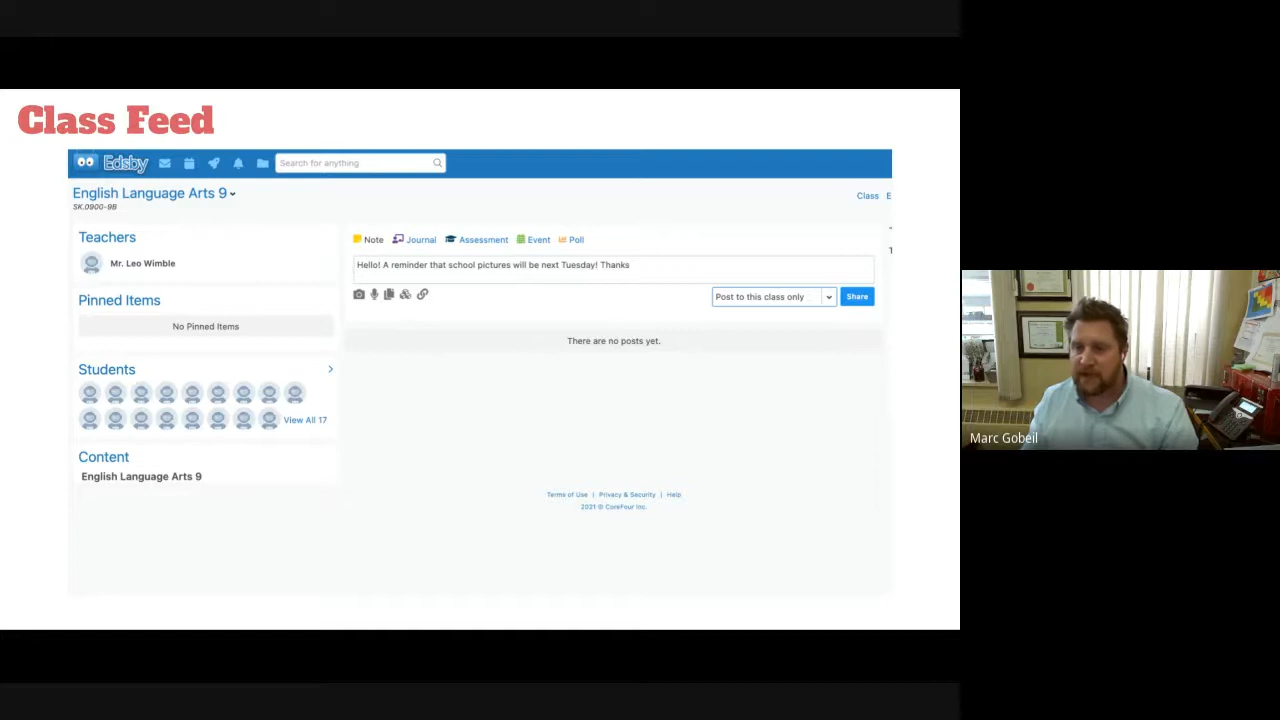 Class Feed
Edsby
Search for anything
English Language Arts 9
SK.0900-9B
Class E
Teachers
Mr. Leo Wimble
Pinned Items
No Pinned Items
Students
View All 17
Content
English Language Arts 9
Note Journal Assessment Event Poll
Hello! A reminder that school pictures will be next Tuesday! Thanks
Post to this class only
Share
There are no posts yet.
Terms of Use | Privacy & Security | Help
2021 © CoreFour Inc.
Marc Gobeil